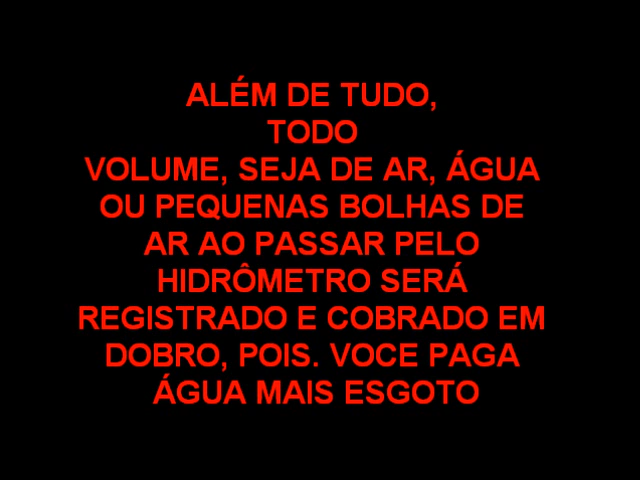 ALÉM DE TUDO,
TODO
VOLUME, SEJA DE AR, ÁGUA
OU PEQUENAS BOLHAS DE
AR AO PASSAR PELO
HIDRÔMETRO SERÁ
REGISTRADO E COBRADO EM
DOBRO, POIS. VOCE PAGA
ÁGUA MAIS ESGOTO